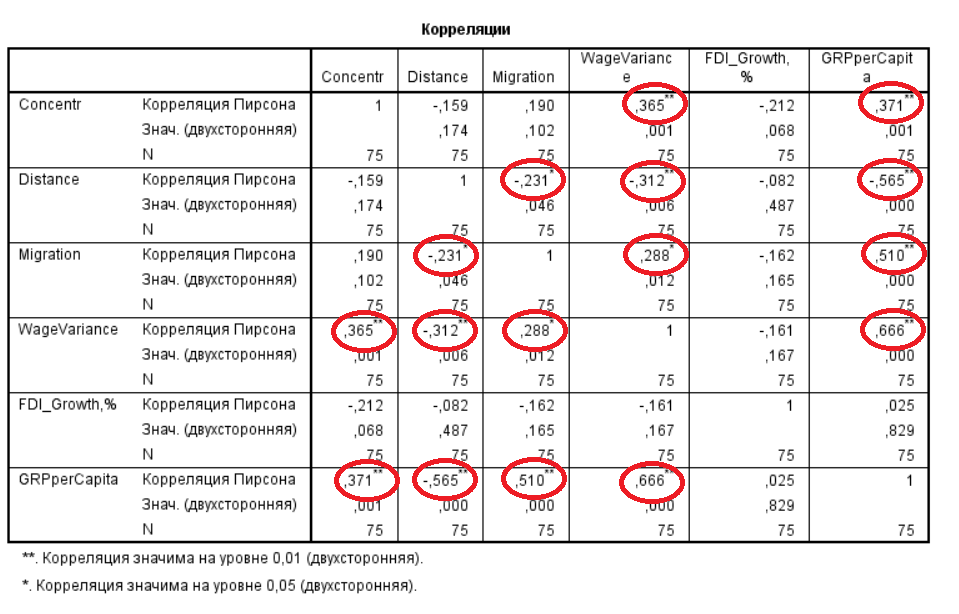 Корреляции
Concentr Distance Migration WageVarianc e FDI_Growth, % GRPperCapit a
Concentr Корреляция Пирсона 1 -,159 ,190 ,365** -,212 ,371**
Знач. (двухсторонняя) ,174 ,102 ,001 ,068 ,001
N 75 75 75 75 75 75
Distance Корреляция Пирсона -,159 1 -,231* -,312** -,082 -,565**
Знач. (двухсторонняя) ,174 ,046 ,006 ,487 ,000
N 75 75 75 75 75 75
Migration Корреляция Пирсона ,190 -,231* 1 ,288* -,162 ,510**
Знач. (двухсторонняя) ,102 ,046 ,012 ,165 ,000
N 75 75 75 75 75 75
WageVariance Корреляция Пирсона ,365** -,312** ,288* 1 -,161 ,666**
Знач. (двухсторонняя) ,001 ,006 ,012 ,167 ,000
N 75 75 75 75 75 75
FDI_Growth,% Корреляция Пирсона -,212 -,082 -,162 -,161 1 ,025
Знач. (двухсторонняя) ,068 ,487 ,165 ,167 ,829
N 75 75 75 75 75 75
GRPperCapita Корреляция Пирсона ,371** -,565** ,510** ,666** ,025 1
Знач. (двухсторонняя) ,001 ,000 ,000 ,000 ,829
N 75 75 75 75 75 75
**. Корреляция значима на уровне 0,01 (двухсторонняя).
*. Корреляция значима на уровне 0,05 (двухсторонняя).